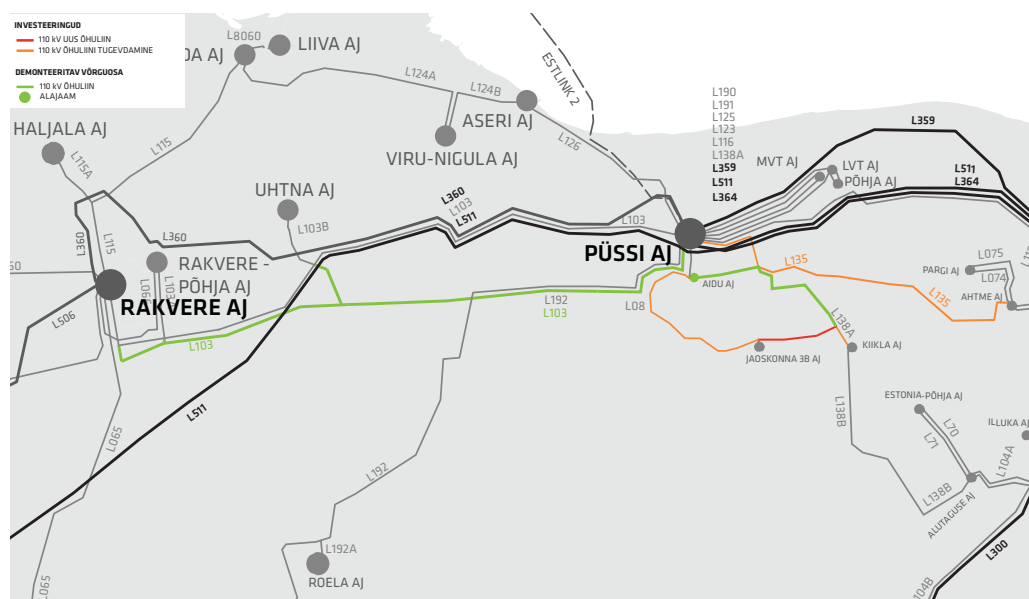 INVESTEERINGUD
110 kV UUS ÕHULIIN
110 kV ÕHULIINI TUGEVDAMINE
DEMONTEERITAV VÕRGUOSA
110 kV ÕHULIIN
ALAJAAM
L8060
LIIVA AJ
DA AJ
L124A
L124B
ESTLINK 2
ASERI AJ
L126
VIRU-NIGULA AJ
HALJALA AJ
L115A
L115
L190
L191
L125
L123
L116
L138A
L359
L511
L364
L359
MVT AJ
LVT AJ
PÕHJA AJ
L511
L364
UHTNA AJ
L103B
L360
L103
L511
L103
L360
L115
L360
RAKVERE -
PÕHJA AJ
RAKVERE AJ
L506
L103
PÜSSI AJ
AIDU AJ
L135
L135
L192
L103
L08
PARGI AJ
L075
L074
AHTME AJ
L138A
KIIKLA AJ
JAOSKONNA 3B AJ
L138B
ESTONIA-PÕHJA AJ
L70
L71
ILLUKA AJ
L104A
L138B
ALUTAGUSE AJ
L511
L065
L192
L192A
ROELA AJ
L065
L300
104B